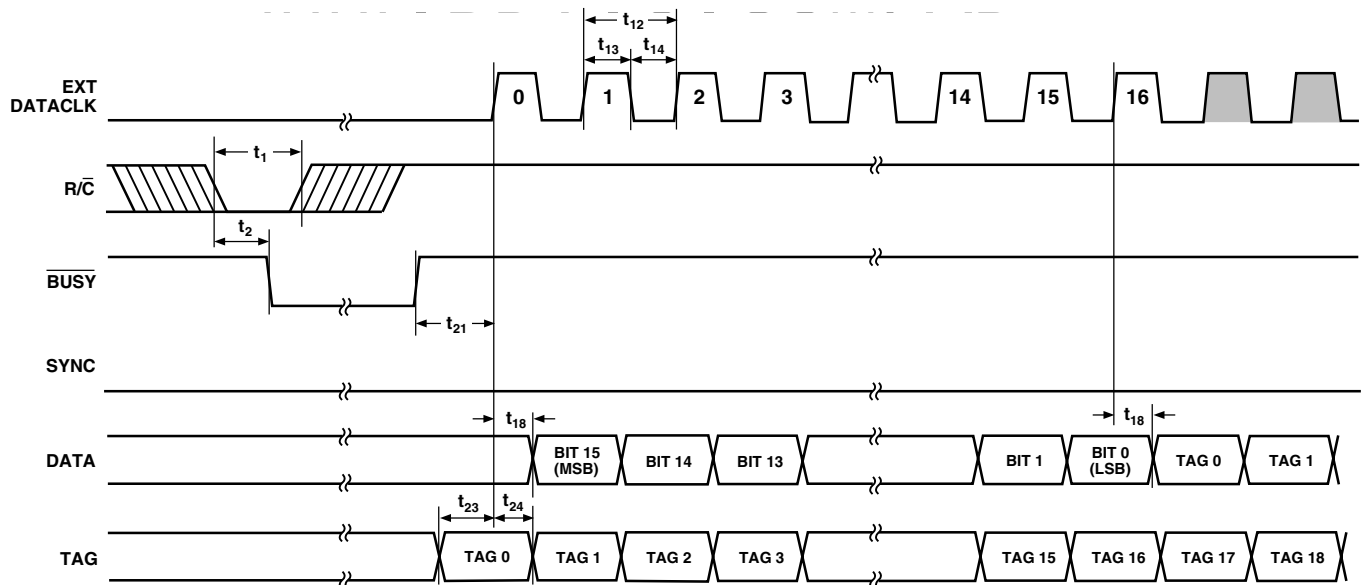 t12
t13 t14
EXT
DATACLK
0 1 2 3 14 15 16
t1
R/C̅
t2
B̅U̅S̅Y̅
t21
SYNC
t18 t18
DATA
BIT 15
(MSB)
BIT 14
BIT 13
BIT 1
BIT 0
(LSB)
TAG 0
TAG 1
t23 t24
TAG
TAG 0 TAG 1 TAG 2 TAG 3 TAG 15 TAG 16 TAG 17 TAG 18